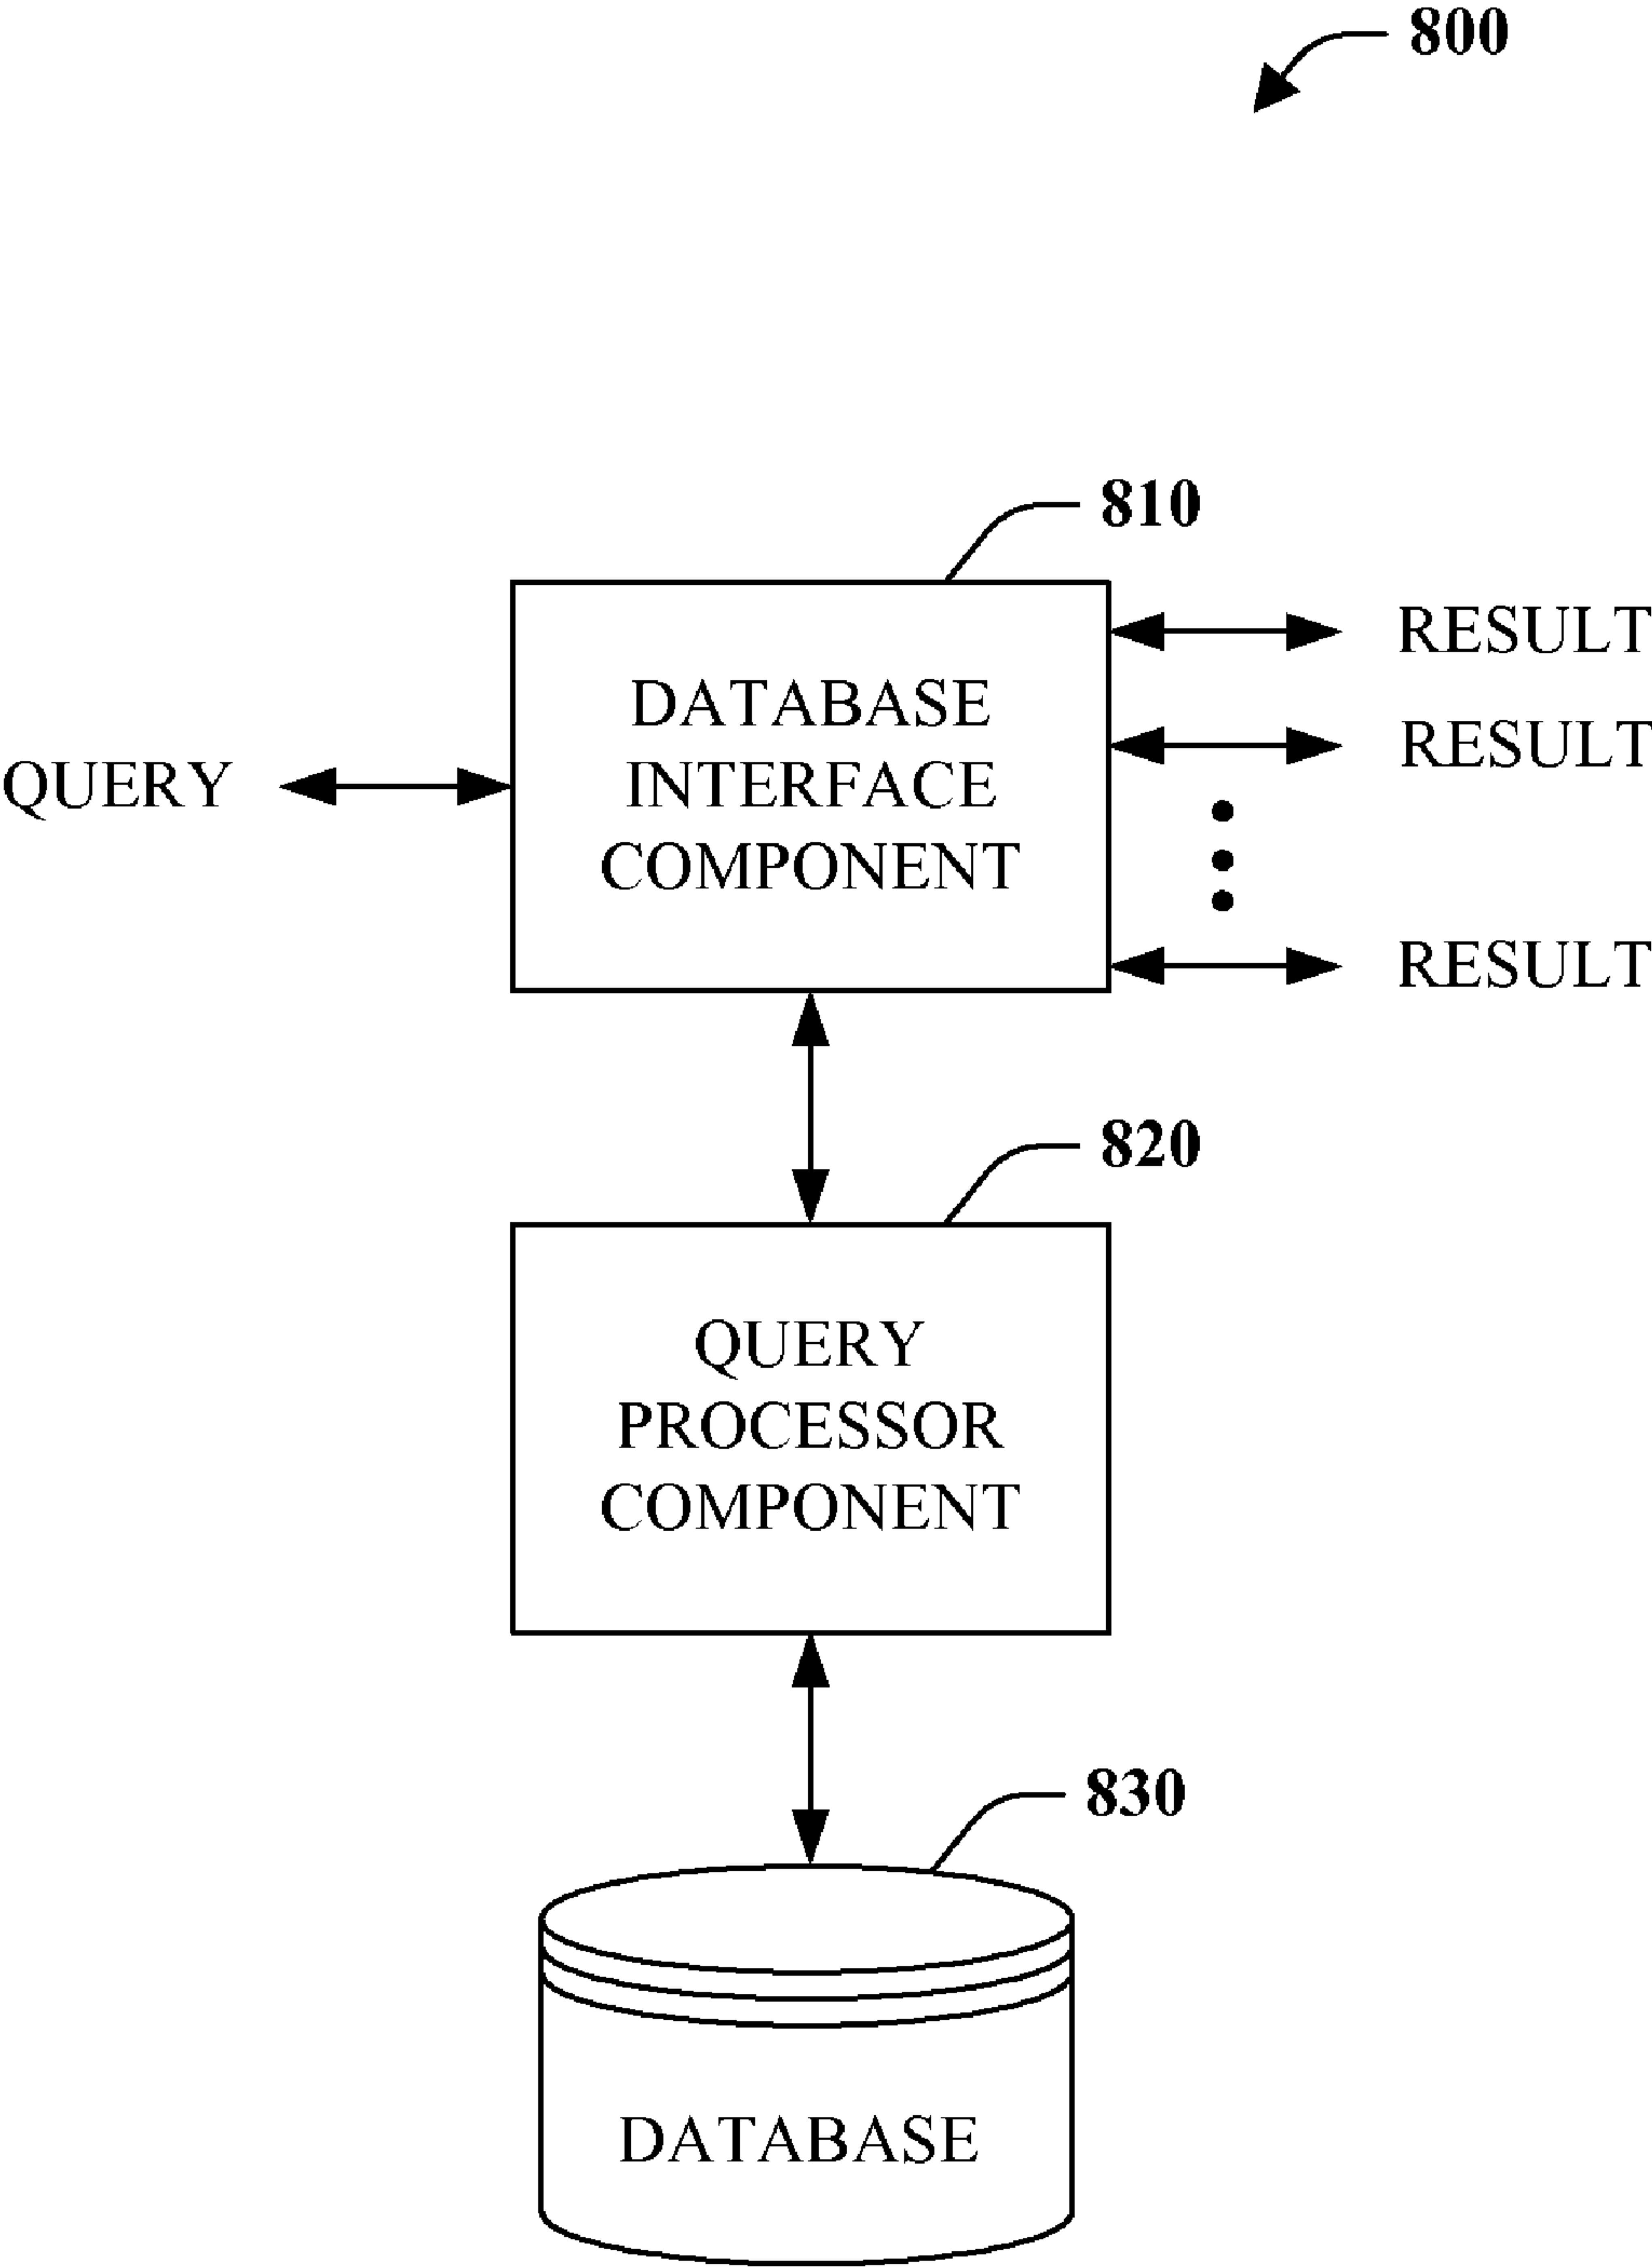 800
810
DATABASE
INTERFACE
COMPONENT
QUERY
RESULT
RESULT
RESULT
820
QUERY
PROCESSOR
COMPONENT
830
DATABASE